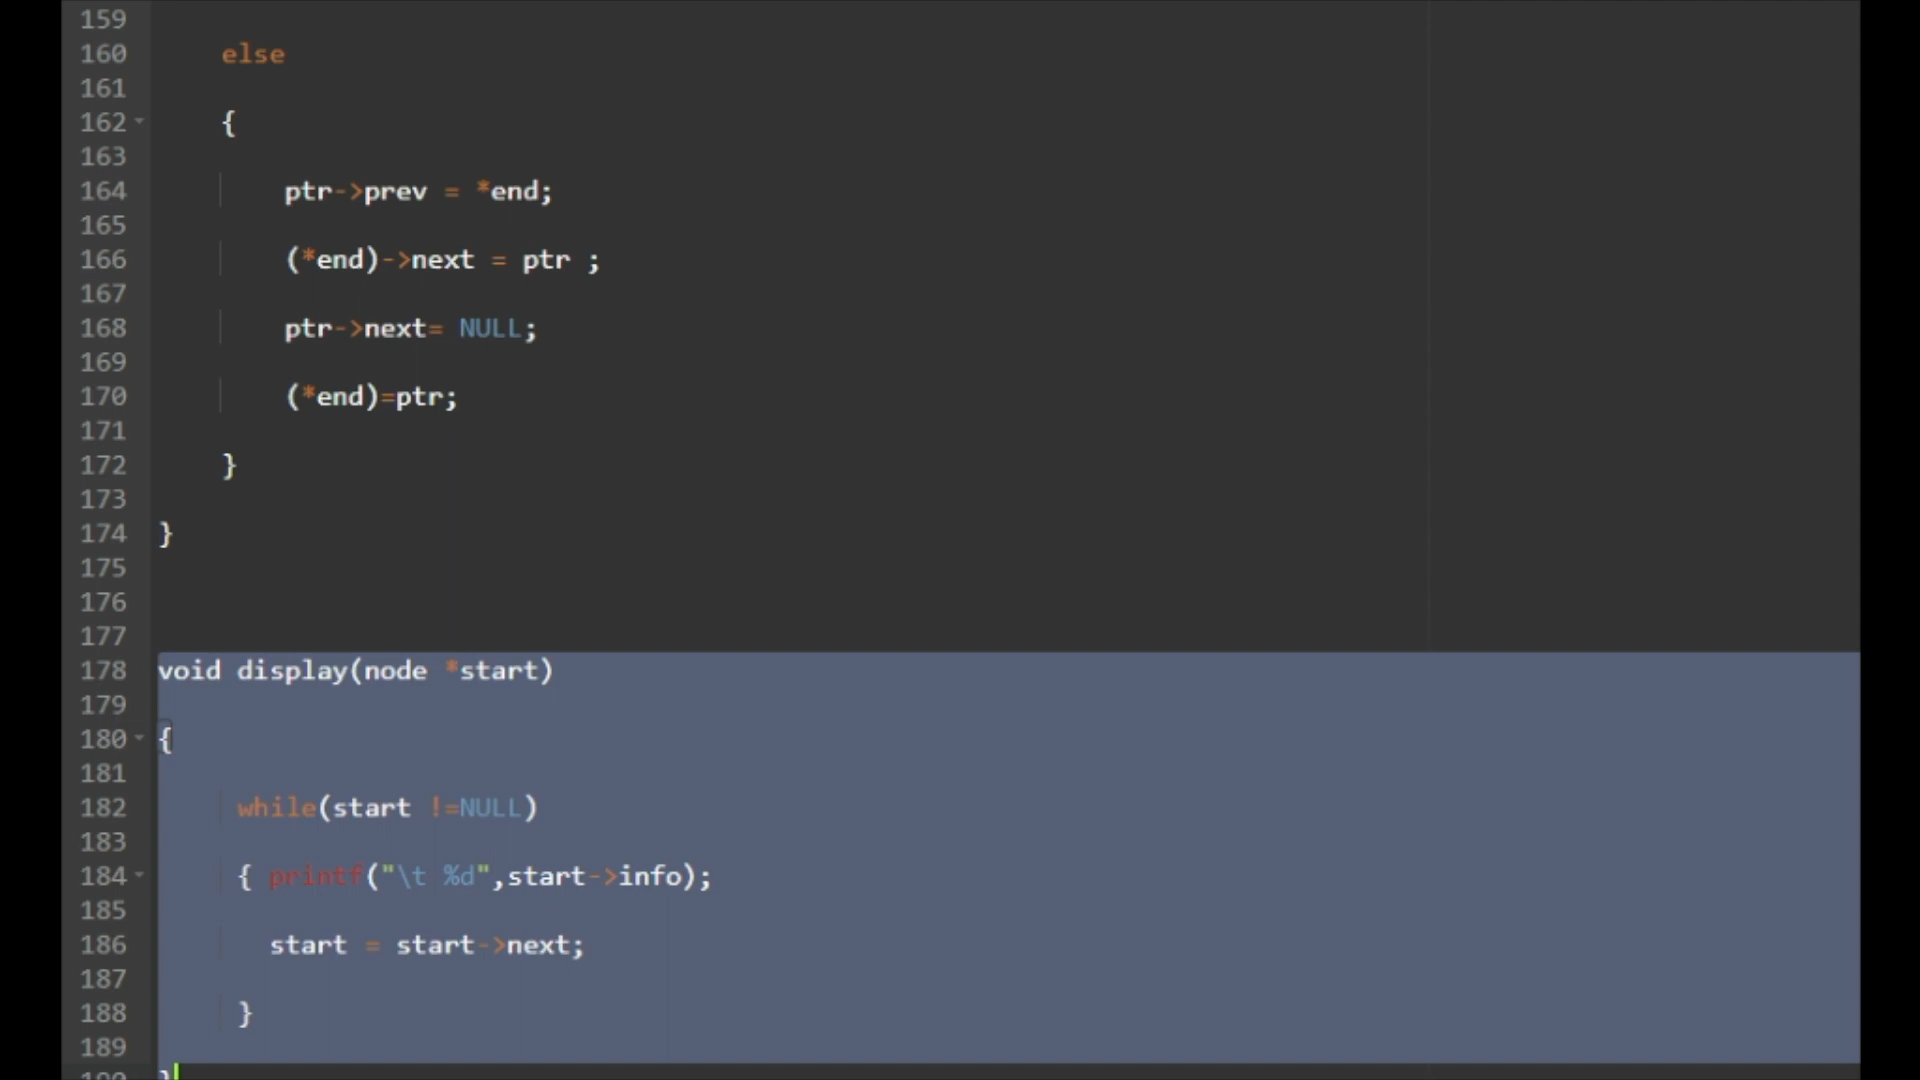 159
160 else
161
162 {
163
164 ptr->prev = *end;
165
166 (*end)->next = ptr ;
167
168 ptr->next= NULL;
169
170 (*end)=ptr;
171
172 }
173
174 }
175
176
177
178 void display(node *start)
179
180 {
181
182 while(start !=NULL)
183
184 { printf("\t %d",start->info);
185
186 start = start->next;
187
188 }
189
190 }